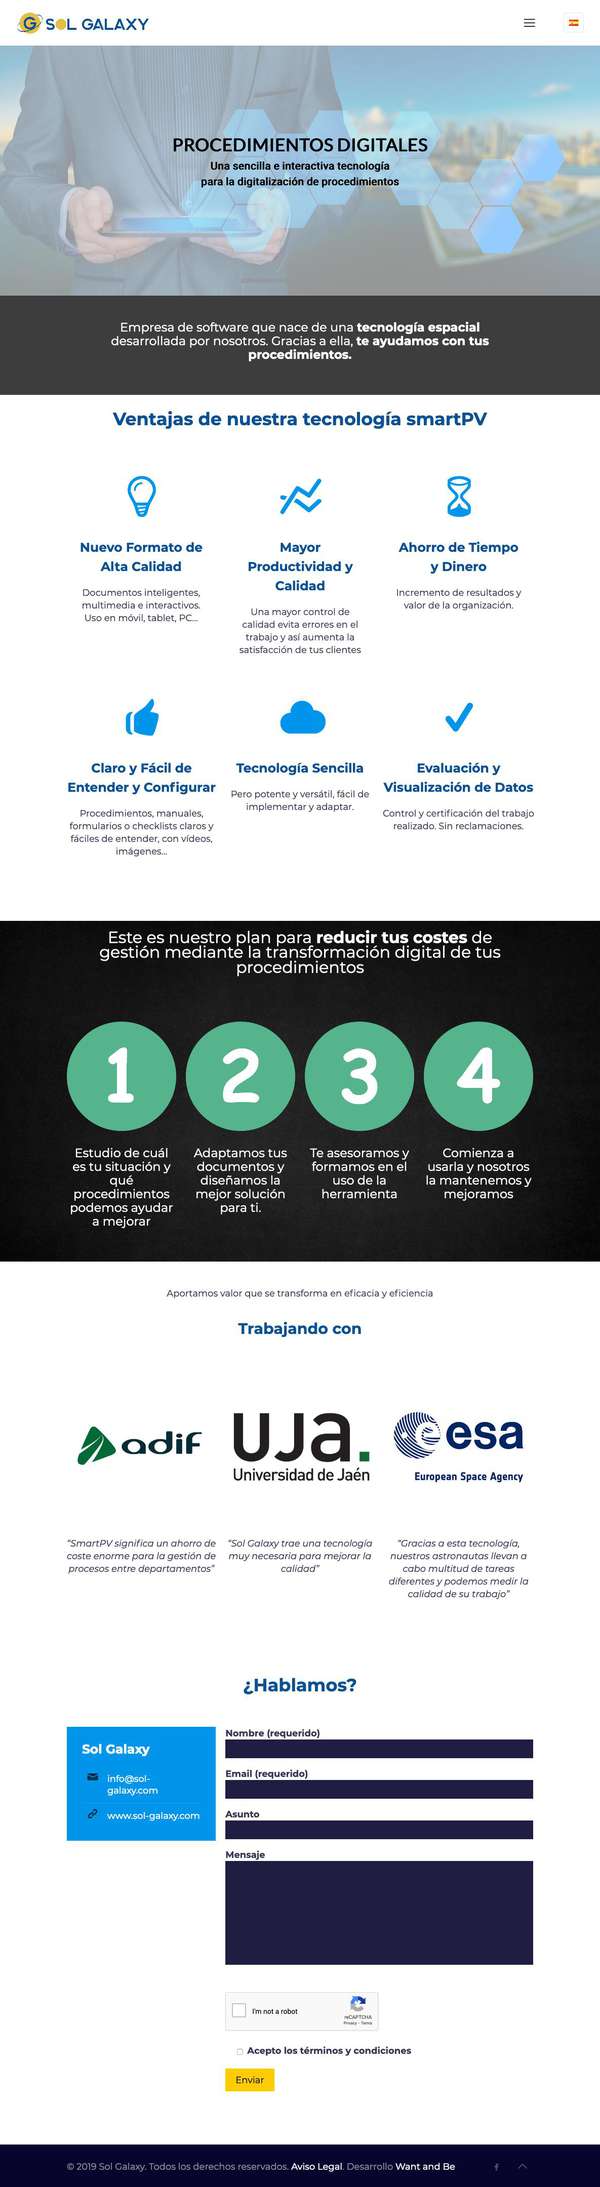 SOL GALAXY
PROCEDIMIENTOS DIGITALES
Una sencilla e interactiva tecnología
para la digitalización de procedimientos
Empresa de software que nace de una tecnología espacial
desarrollada por nosotros. Gracias a ella, te ayudamos con tus
procedimientos.
Ventajas de nuestra tecnología smartPV
Nuevo Formato de
Alta Calidad
Documentos inteligentes,
multimedia e interactivos.
Uso en móvil, tablet, PC...
Mayor
Productividad y
Calidad
Una mayor control de
calidad evita errores en el
trabajo y así aumenta la
satisfacción de tus clientes
Ahorro de Tiempo
y Dinero
Incremento de resultados y
valor de la organización.
Claro y Fácil de
Entender y Configurar
Procedimientos, manuales,
formularios o checklists claros y
fáciles de entender, con vídeos,
imágenes...
Tecnología Sencilla
Pero potente y versátil, fácil de
implementar y adaptar.
Evaluación y
Visualización de Datos
Control y certificación del trabajo
realizado. Sin reclamaciones.
Este es nuestro plan para reducir tus costes de
gestión mediante la transformación digital de tus
procedimientos
1
Estudio de cuál
es tu situación y
qué
procedimientos
podemos ayudar
a mejorar
2
Adaptamos tus
documentos y
diseñamos la
mejor solución
para ti.
3
Te asesoramos y
formamos en el
uso de la
herramienta
4
Comienza a
usarla y nosotros
la mantenemos y
mejoramos
Aportamos valor que se transforma en eficacia y eficiencia
Trabajando con
adif
uja.
Universidad de Jaén
esa
European Space Agency
"SmartPV significa un ahorro de
coste enorme para la gestión de
procesos entre departamentos"
"Sol Galaxy trae una tecnología
muy necesaria para mejorar la
calidad"
"Gracias a esta tecnología,
nuestros astronautas llevan a
cabo multitud de tareas
diferentes y podemos medir la
calidad de su trabajo"
¿Hablamos?
Sol Galaxy
info@sol-
galaxy.com
www.sol-galaxy.com
Nombre (requerido)
Email (requerido)
Asunto
Mensaje
I'm not a robot
reCAPTCHA
Privacy - Terms
Acepto los términos y condiciones
Enviar
© 2019 Sol Galaxy. Todos los derechos reservados. Aviso Legal. Desarrollo Want and Be